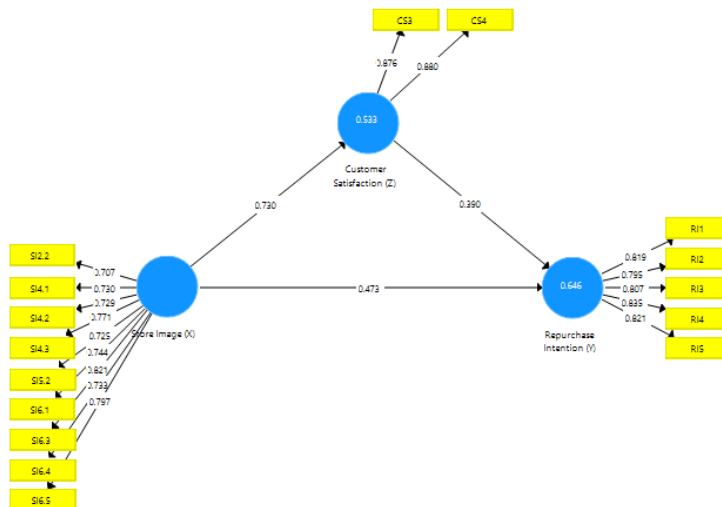 CS3
CS4
0.876
0.880
0.533
Customer
Satisfaction (Z)
0.730
0.390
SI2.2
SI4.1
SI4.2
SI4.3
SI5.2
SI6.1
SI6.3
SI6.4
SI6.5
0.707
0.730
0.729
0.771
0.725
0.744
0.821
0.733
0.797
Store Image (X)
0.473
0.646
Repurchase
Intention (Y)
0.819
0.795
0.807
0.835
0.821
RI1
RI2
RI3
RI4
RI5